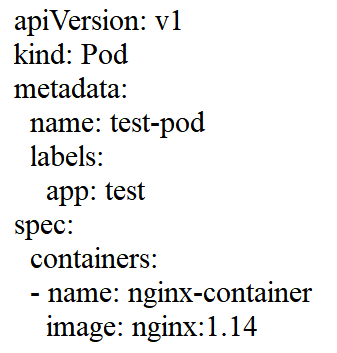 apiVersion: v1
kind: Pod
metadata:
  name: test-pod
  labels:
    app: test
spec:
  containers:
  - name: nginx-container
    image: nginx:1.14